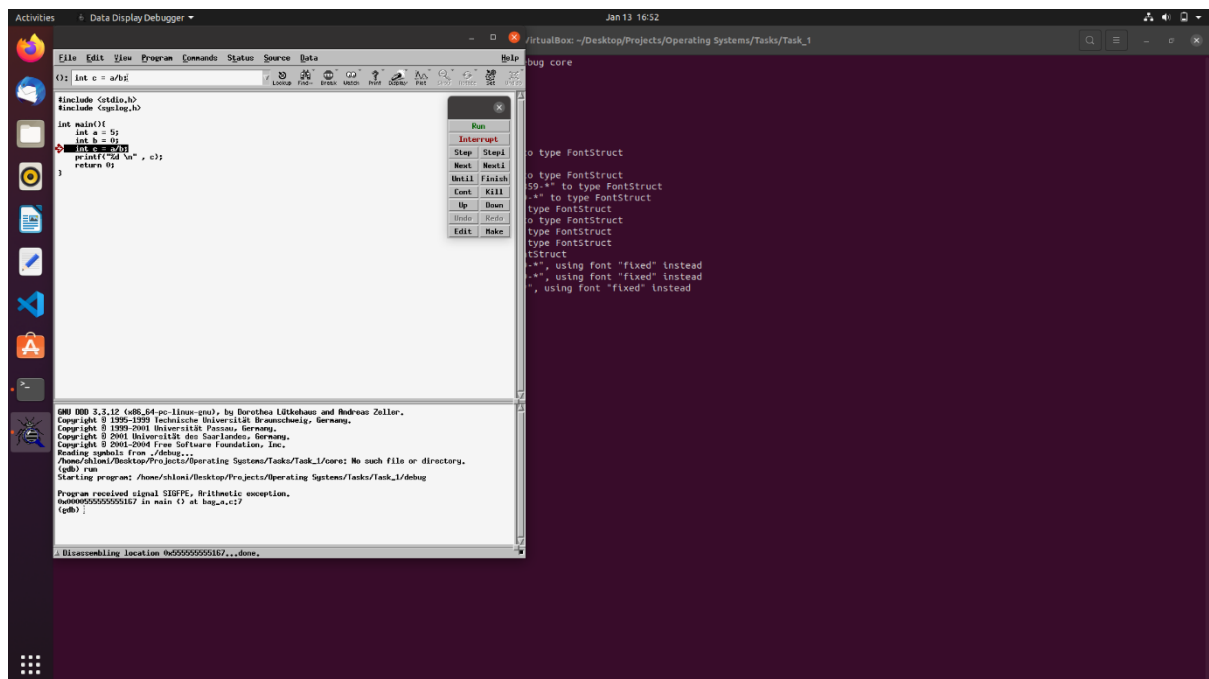 Activities Data Display Debugger Jan 13 16:52
/irtualBox: ~/Desktop/Projects/Operating Systems/Tasks/Task_1
File Edit View Program Commands Status Source Data Help
(): int c = a/b;
Lookup Find» Break Watch Print Display Plot Set
#include <stdio.h>
#include <syslog.h>
int main(){
int a = 5;
int b = 0;
int c = a/b;
printf("%d \n" , c);
return 0;
}
Run
Interrupt
Step Stepi
Next Nexti
Until Finish
Cont Kill
Up Down
Undo Redo
Edit Make
bug core
o type FontStruct
o type FontStruct
59-*" to type FontStruct
-*" to type FontStruct
type FontStruct
o type FontStruct
type FontStruct
type FontStruct
tStruct
-*", using font "fixed" instead
-*", using font "fixed" instead
", using font "fixed" instead
GNU DDD 3.3.12 (x86_64-pc-linux-gnu), by Dorothea Lütkehaus and Andreas Zeller.
Copyright © 1995-1999 Technische Universität Braunschweig, Germany.
Copyright © 1999-2001 Universität Passau, Germany.
Copyright © 2001 Universität des Saarlandes, Germany.
Copyright © 2001-2004 Free Software Foundation, Inc.
Reading symbols from ./debug...
/home/shlomi/Desktop/Projects/Operating Systems/Tasks/Task_1/core: No such file or directory.
(gdb) run
Starting program: /home/shlomi/Desktop/Projects/Operating Systems/Tasks/Task_1/debug
Program received signal SIGFPE, Arithmetic exception.
0x0000555555555167 in main () at bag_a.c:7
(gdb)
Disassembling location 0x555555555167...done.